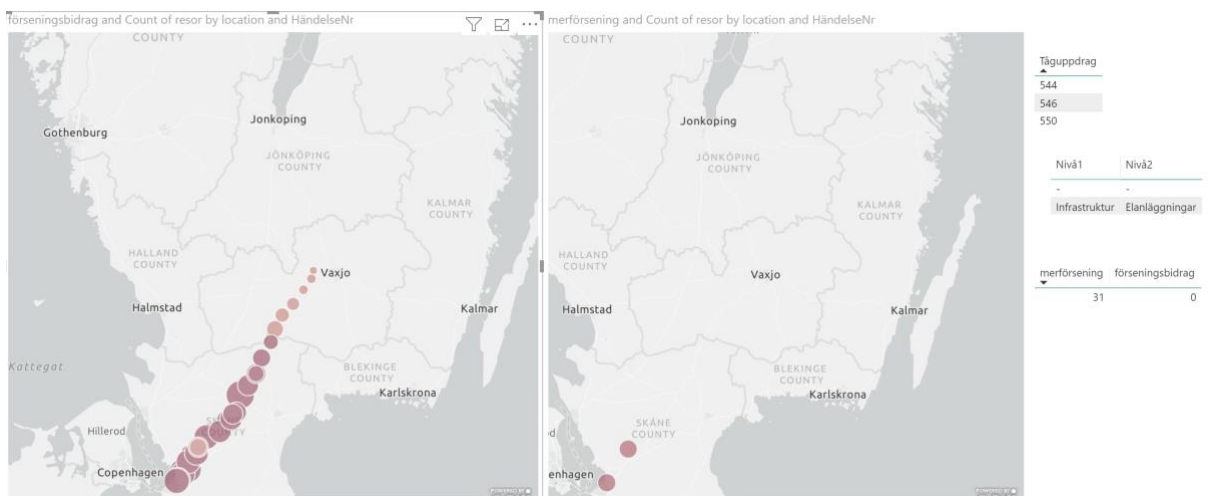 förseningsbidrag and Count of resor by location and HändelseNr
COUNTY
Gothenburg
Jonkoping
JÖNKÖPING
COUNTY
KALMAR
COUNTY
HALLAND
COUNTY
Vaxjo
Halmstad
Kalmar
Kattegat
BLEKINGE
COUNTY
Karlskrona
COUNTY
Hillerod
Copenhagen
merförsening and Count of resor by location and HändelseNr
COUNTY
Jonkoping
JÖNKÖPING
COUNTY
KALMAR
COUNTY
HALLAND
COUNTY
Vaxjo
Halmstad
Kalmar
BLEKINGE
COUNTY
Karlskrona
SKÅNE
COUNTY
enhagen
Tåguppdrag
544
546
550
Nivå1 Nivå2
- -
Infrastruktur Elanläggningar
merförsening förseningsbidrag
31 0